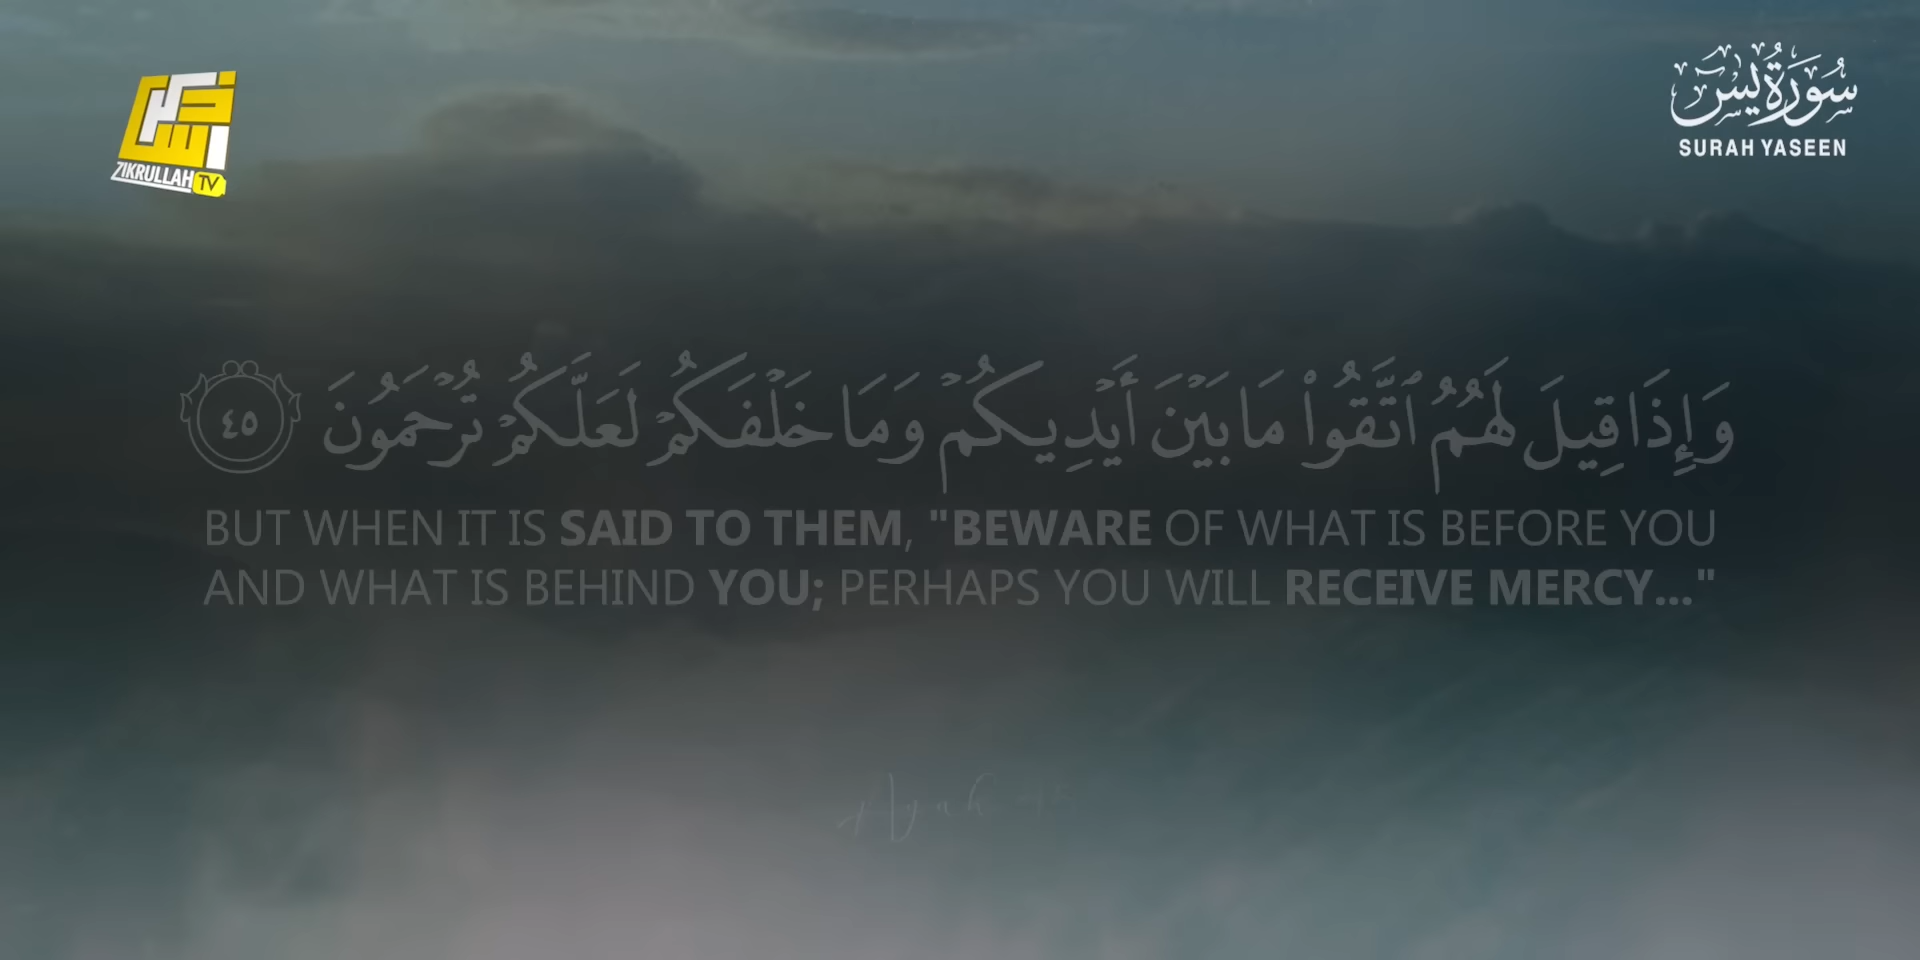 ZIKRULLAH TV
سُورَةُ يس
SURAH YASEEN
وَإِذَا قِيلَ لَهُمُ ٱتَّقُوا۟ مَا بَيْنَ أَيْدِيكُمْ وَمَا خَلْفَكُمْ لَعَلَّكُمْ تُرْحَمُونَ ٤٥
BUT WHEN IT IS SAID TO THEM, "BEWARE OF WHAT IS BEFORE YOU
AND WHAT IS BEHIND YOU; PERHAPS YOU WILL RECEIVE MERCY..."
Ayah